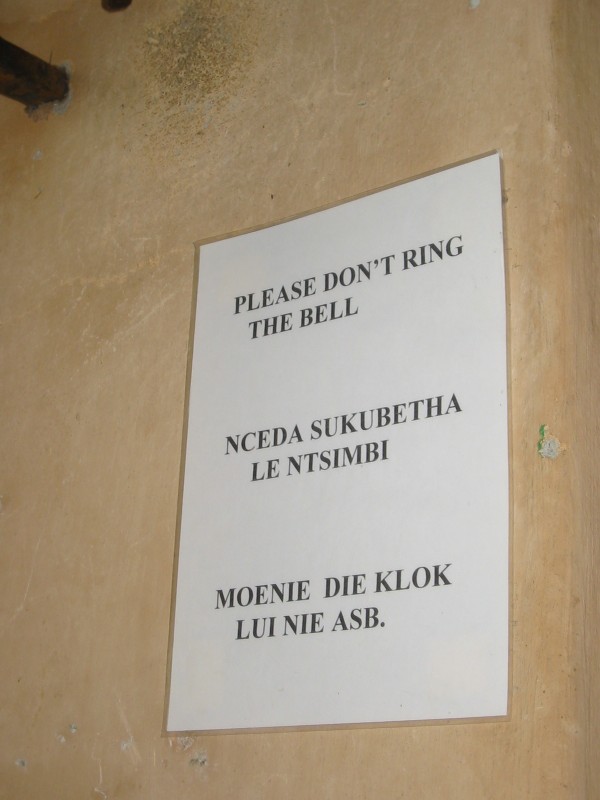 PLEASE DON'T RING
THE BELL
NCEDA SUKUBETHA
LE NTSIMBI
MOENIE DIE KLOK
LUI NIE ASB.